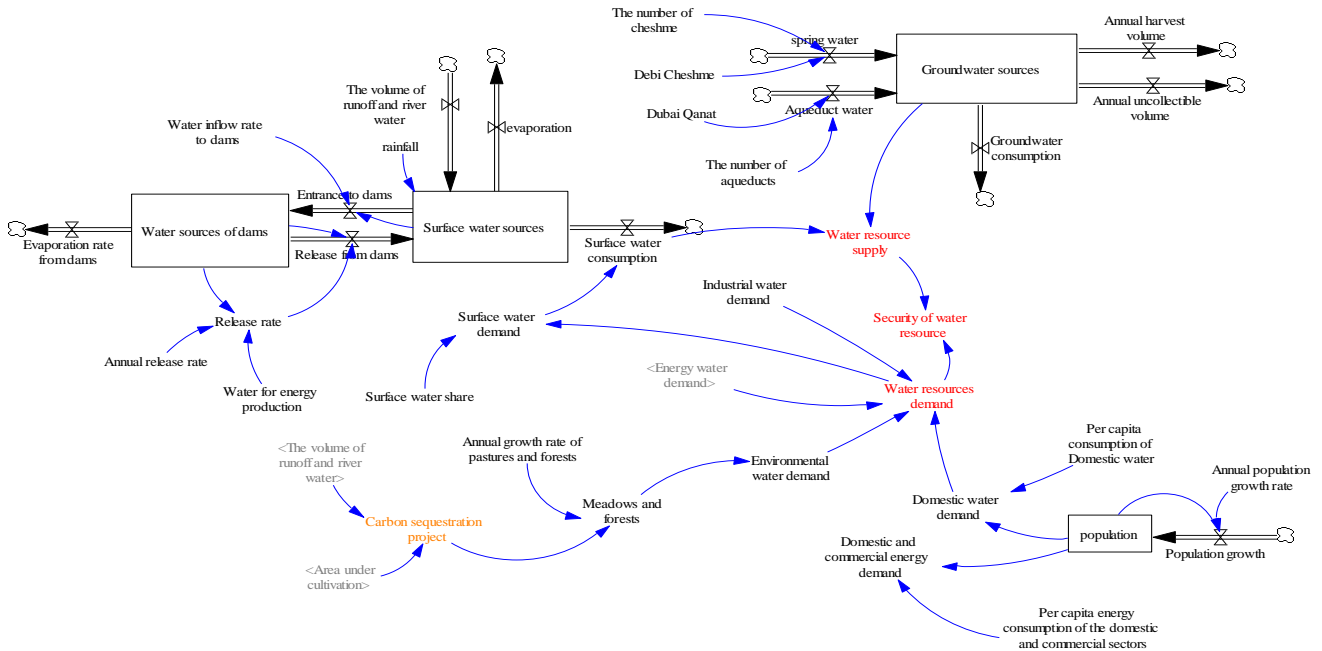 The number of
cheshme
spring water
Debi Cheshme
Dubai Qanat
Aqueduct water
The number of
aqueducts
Groundwater sources
Annual harvest
volume
Annual uncollectible
volume
Groundwater
consumption
The volume of
runoff and river
water
evaporation
rainfall
Water inflow rate
to dams
Entrance to dams
Water sources of dams
Surface water sources
Evaporation rate
from dams
Release from dams
Surface water
consumption
Water resource
supply
Release rate
Annual release rate
Water for energy
production
Surface water
demand
Surface water share
Industrial water
demand
Security of water
resource
<Energy water
demand>
Water resources
demand
<The volume of
runoff and river
water>
Annual growth rate of
pastures and forests
Environmental
water demand
Meadows and
forests
Carbon sequestration
project
<Area under
cultivation>
Per capita
consumption of
Domestic water
Annual population
growth rate
Domestic water
demand
population
Population growth
Domestic and
commercial energy
demand
Per capita energy
consumption of the domestic
and commercial sectors